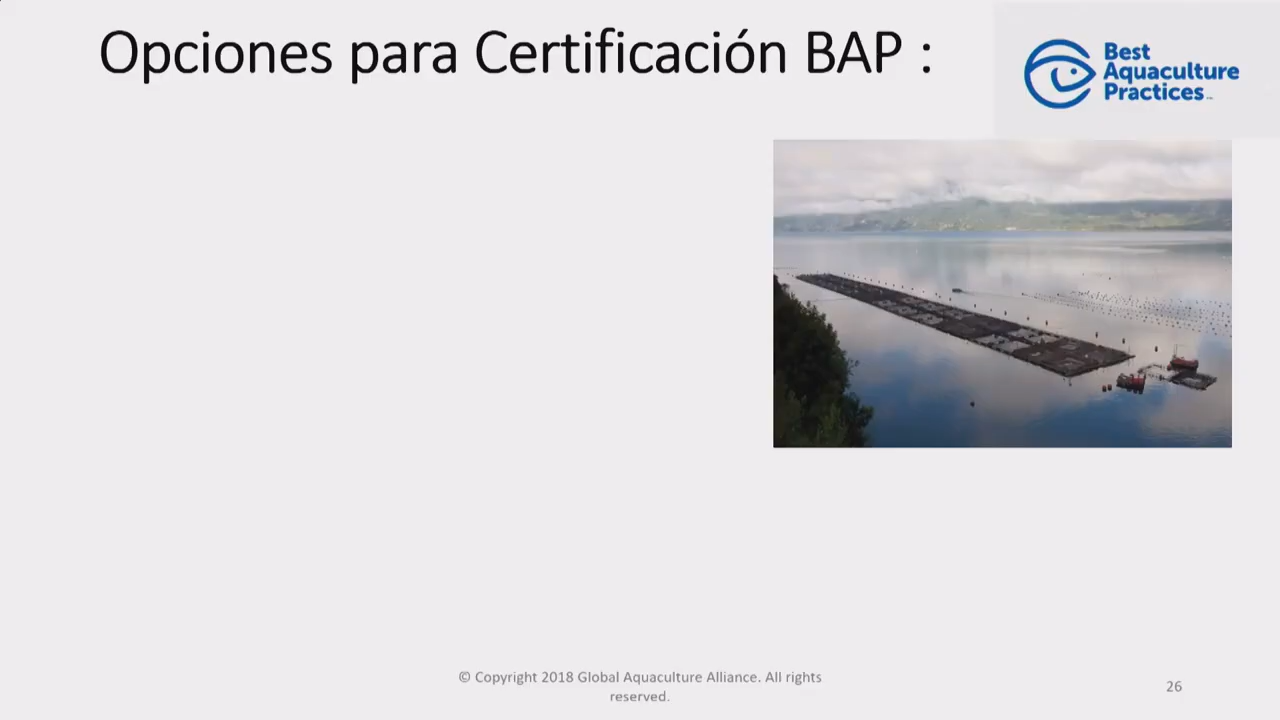 Opciones para Certificación BAP :
Best
Aquaculture
Practices
© Copyright 2018 Global Aquaculture Alliance. All rights
reserved.
26